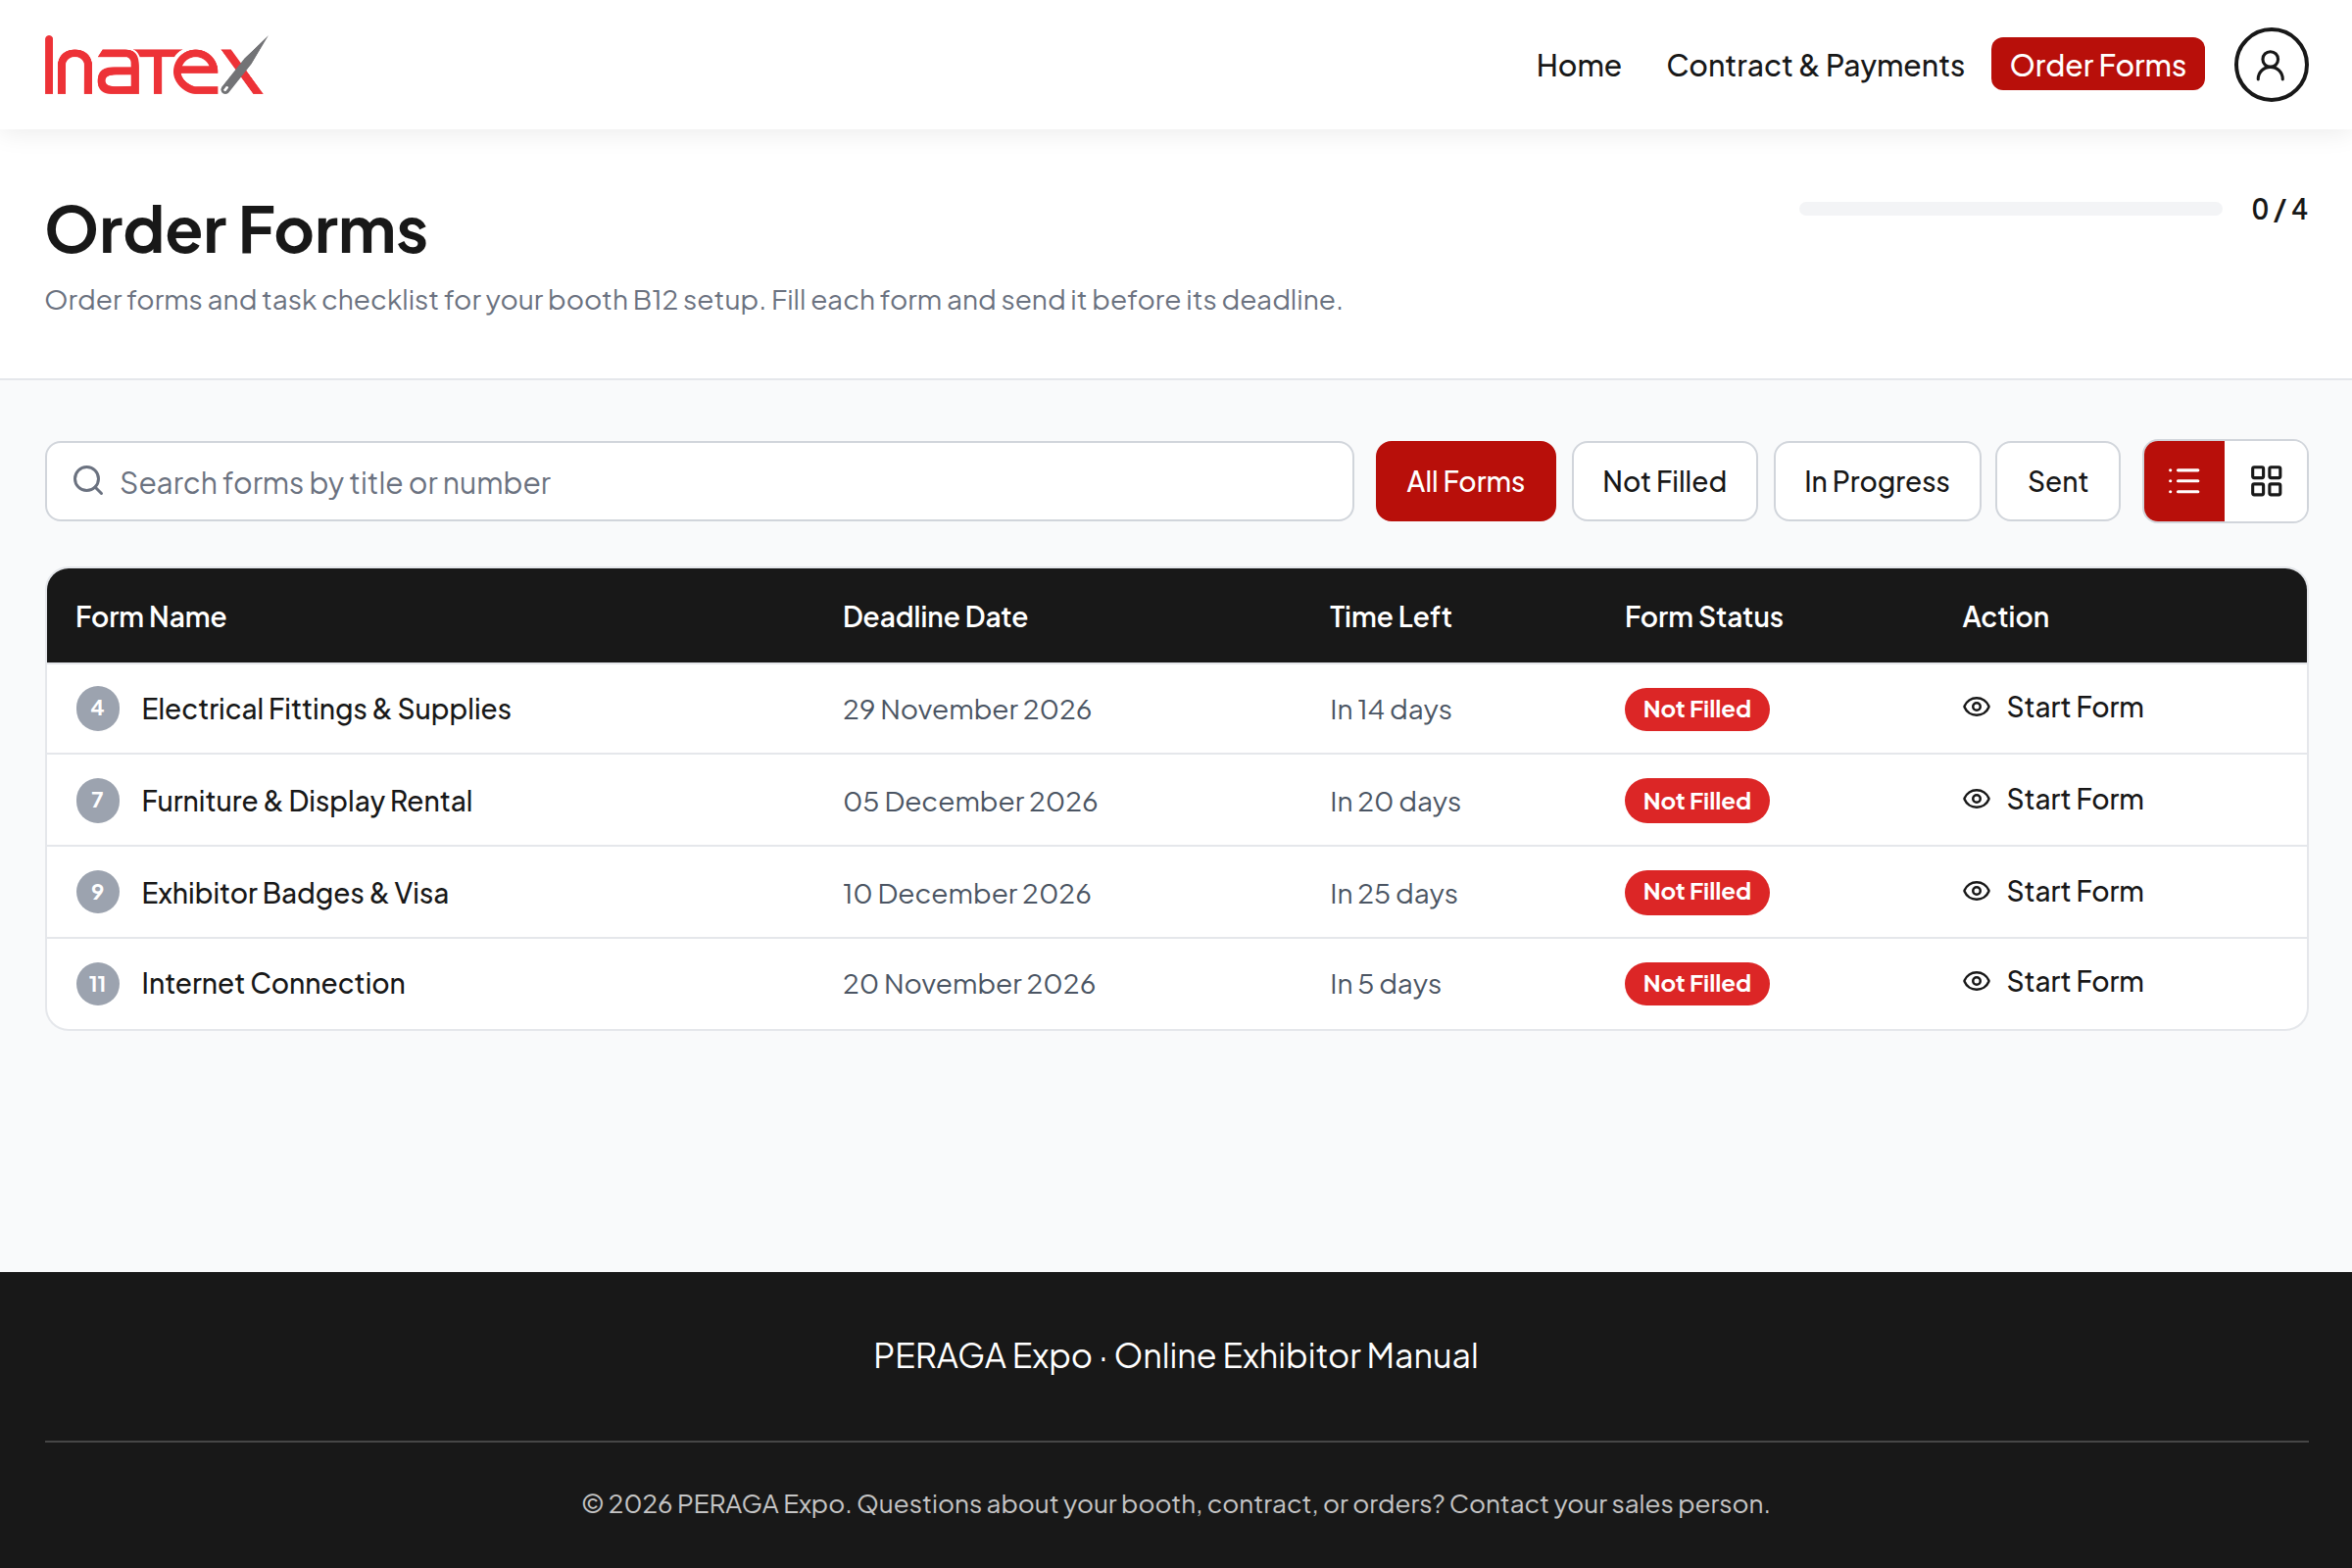 Inatex
Home Contract & Payments Order Forms
Order Forms
0 / 4
Order forms and task checklist for your booth B12 setup. Fill each form and send it before its deadline.
Search forms by title or number
All Forms Not Filled In Progress Sent
Form Name Deadline Date Time Left Form Status Action
4 Electrical Fittings & Supplies 29 November 2026 In 14 days Not Filled Start Form
7 Furniture & Display Rental 05 December 2026 In 20 days Not Filled Start Form
9 Exhibitor Badges & Visa 10 December 2026 In 25 days Not Filled Start Form
11 Internet Connection 20 November 2026 In 5 days Not Filled Start Form
PERAGA Expo · Online Exhibitor Manual
© 2026 PERAGA Expo. Questions about your booth, contract, or orders? Contact your sales person.